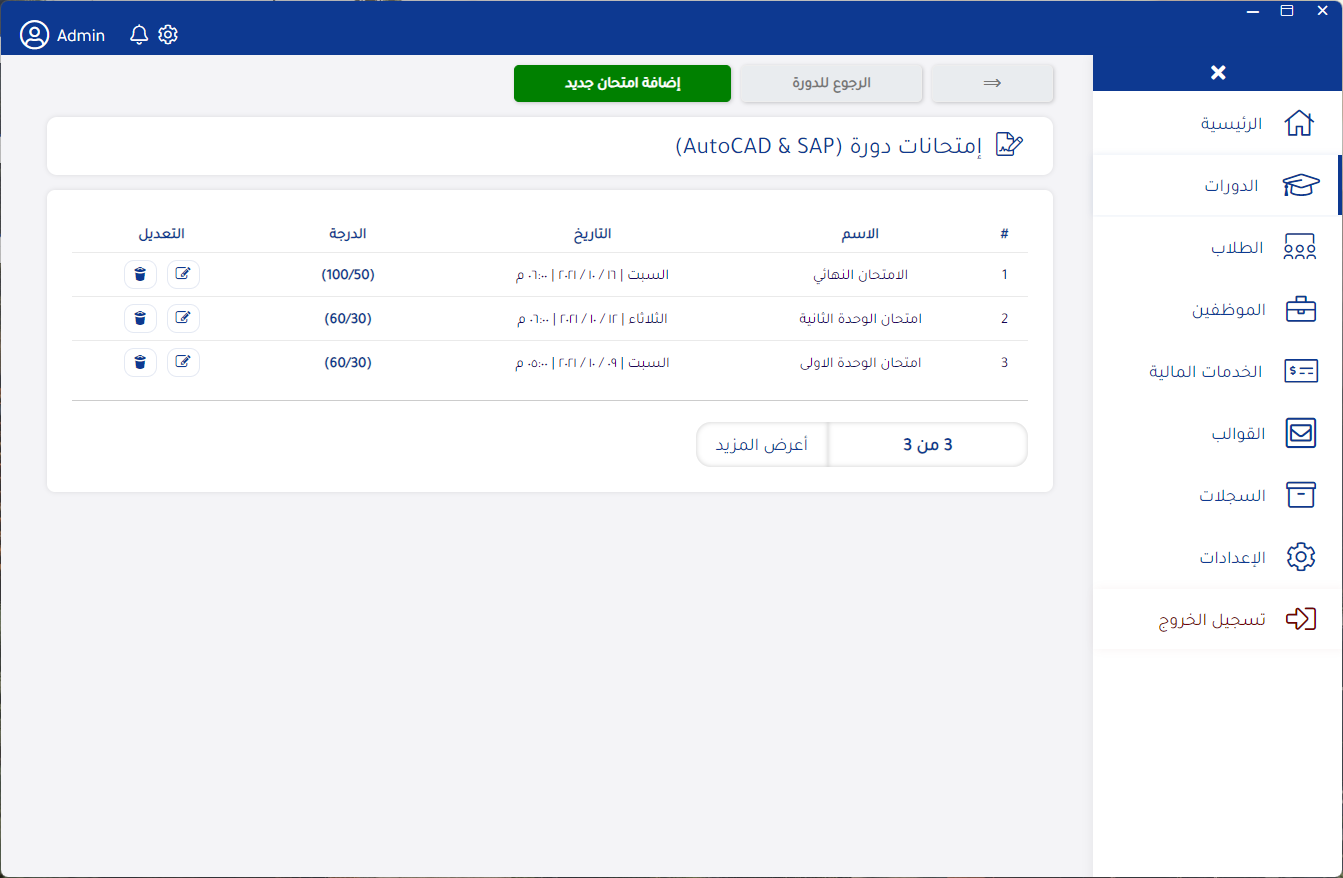 Admin
⇒
الرجوع للدورة
إضافة امتحان جديد
إمتحانات دورة (AutoCAD & SAP)
# الاسم التاريخ الدرجة التعديل
1 الامتحان النهائي السبت | ١٦ / ١٠ / ٢٠٢١ | ٠٦:٠٠ م (100/50)
2 امتحان الوحدة الثانية الثلاثاء | ١٢ / ١٠ / ٢٠٢١ | ٠٦:٠٠ م (60/30)
3 امتحان الوحدة الاولى السبت | ٠٩ / ١٠ / ٢٠٢١ | ٠٥:٠٠ م (60/30)
3 من 3
أعرض المزيد
الرئيسية
الدورات
الطلاب
الموظفين
الخدمات المالية
القوالب
السجلات
الإعدادات
تسجيل الخروج